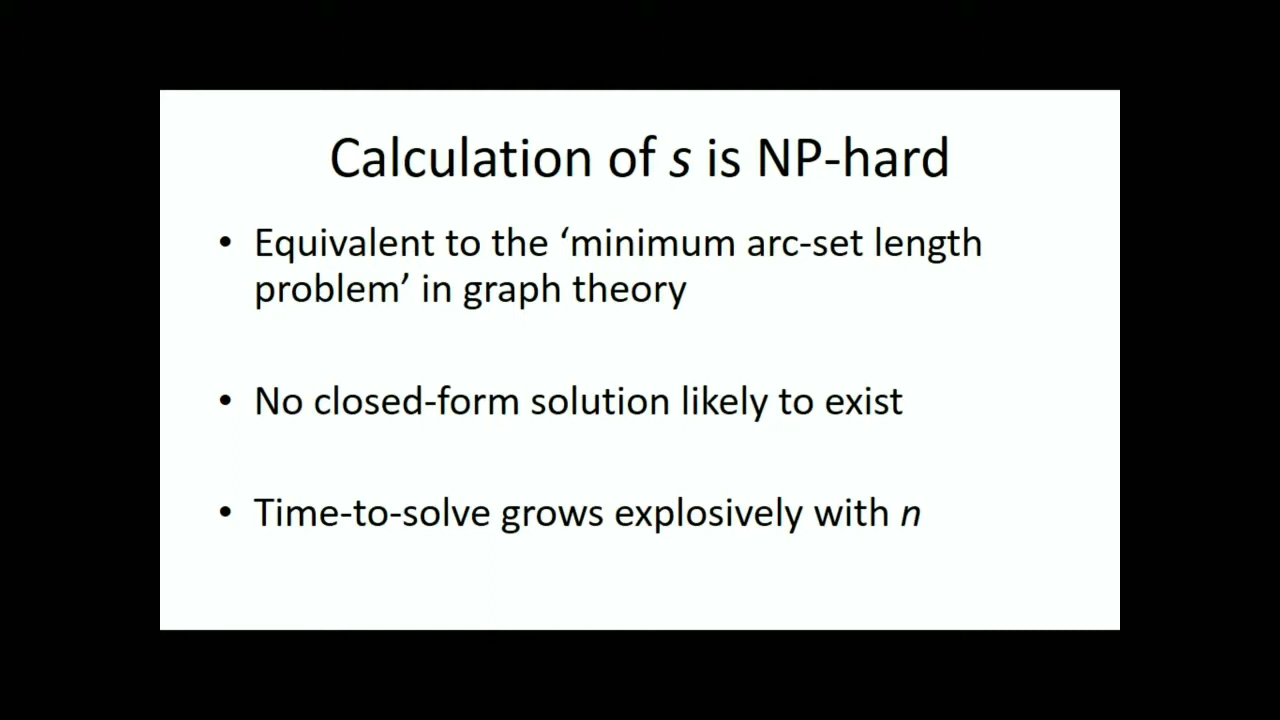 Calculation of s is NP-hard
• Equivalent to the ‘minimum arc-set length
problem’ in graph theory
• No closed-form solution likely to exist
• Time-to-solve grows explosively with n